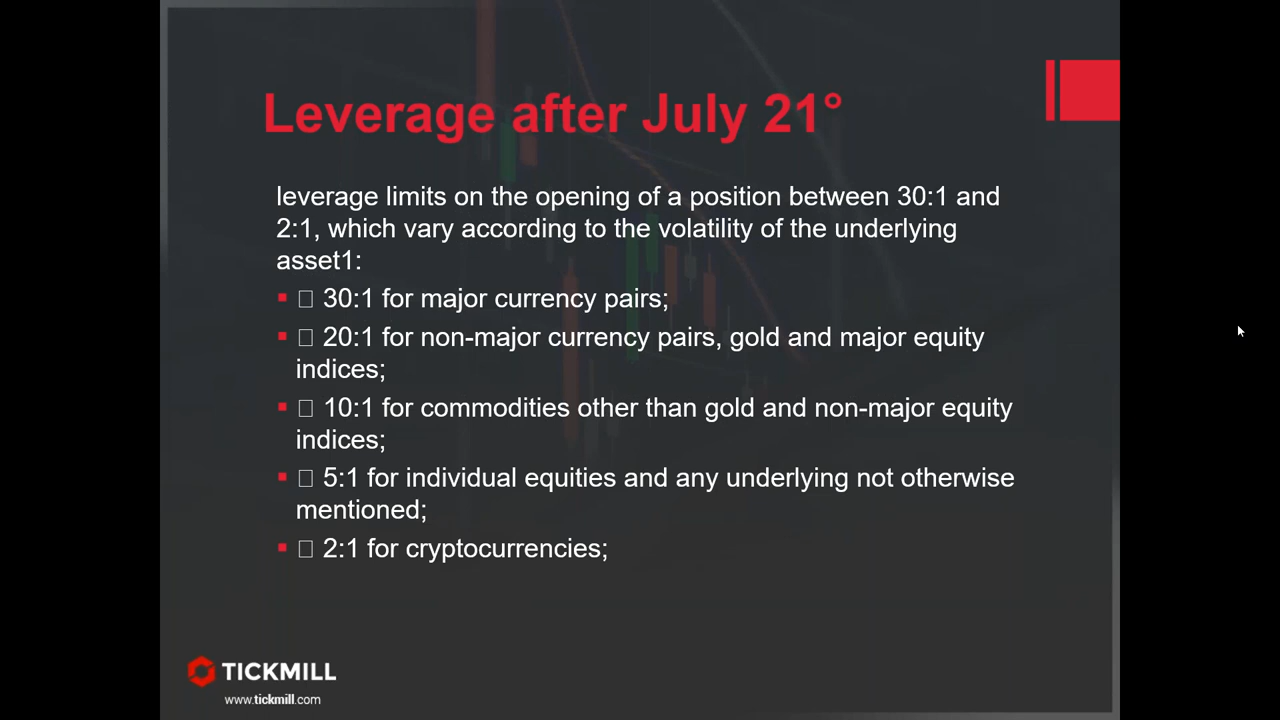 Leverage after July 21°
leverage limits on the opening of a position between 30:1 and
2:1, which vary according to the volatility of the underlying
asset1:
▪ □ 30:1 for major currency pairs;
▪ □ 20:1 for non-major currency pairs, gold and major equity
indices;
▪ □ 10:1 for commodities other than gold and non-major equity
indices;
▪ □ 5:1 for individual equities and any underlying not otherwise
mentioned;
▪ □ 2:1 for cryptocurrencies;
TICKMILL
www.tickmill.com